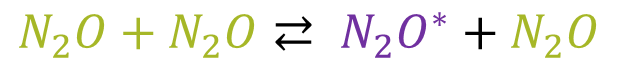 N₂O + N₂O ⇄ N₂O* + N₂O